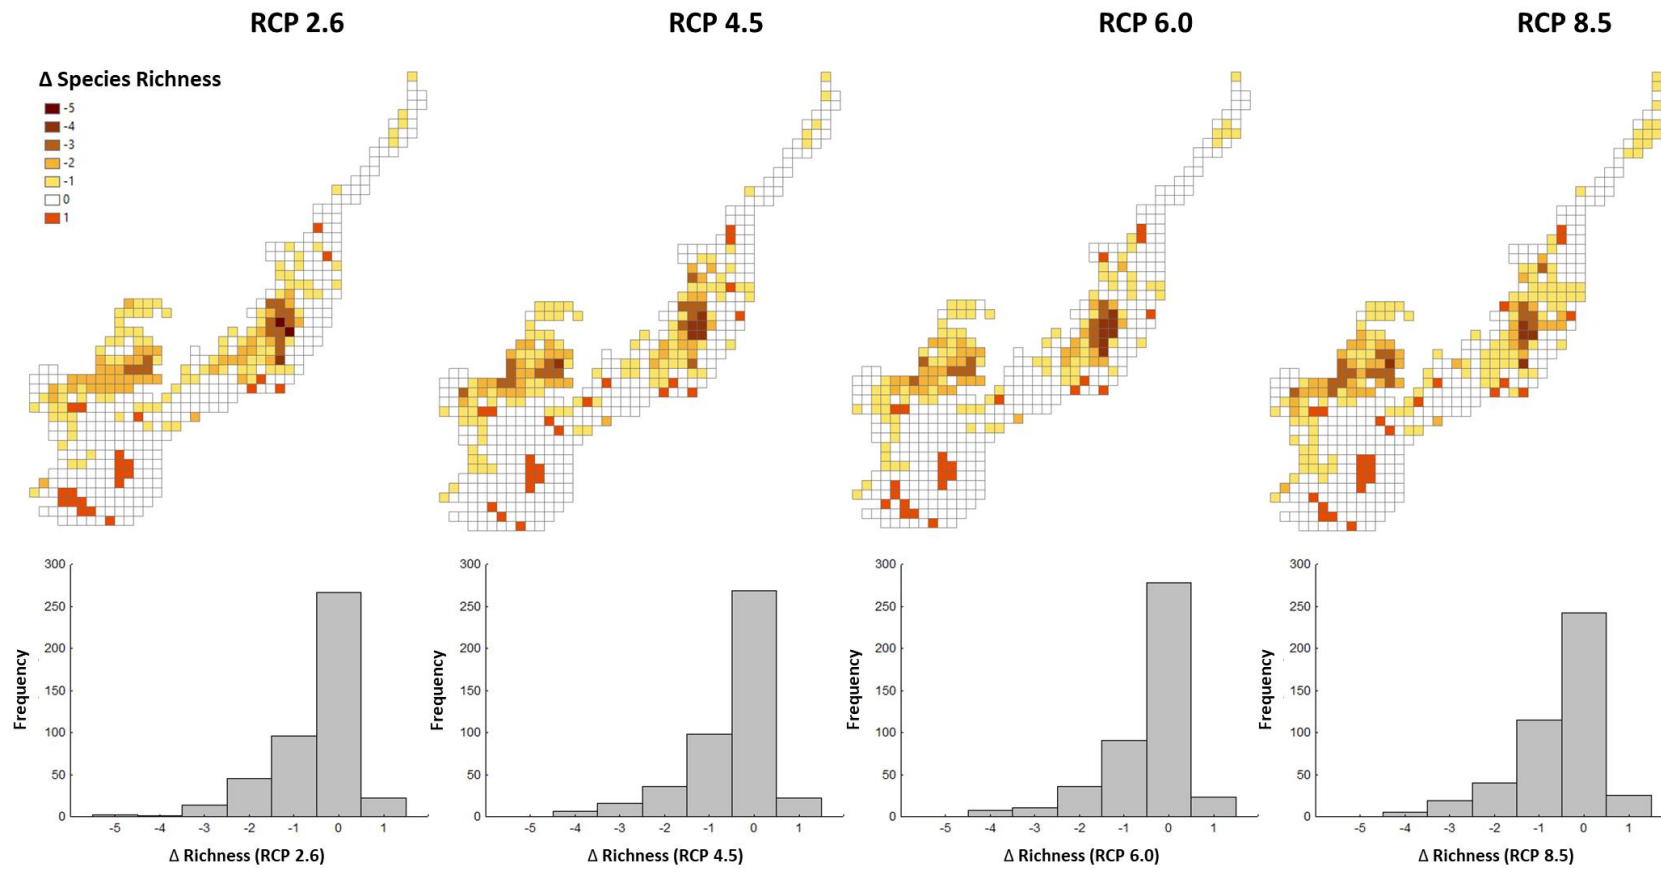 RCP 2.6
RCP 4.5
RCP 6.0
RCP 8.5
Δ Species Richness
-5
-4
-3
-2
-1
0
1
300
250
200
150
100
50
0
Frequency
-5 -4 -3 -2 -1 0 1
Δ Richness (RCP 2.6)
300
250
200
150
100
50
0
Frequency
-5 -4 -3 -2 -1 0 1
Δ Richness (RCP 4.5)
300
250
200
150
100
50
0
Frequency
-5 -4 -3 -2 -1 0 1
Δ Richness (RCP 6.0)
300
250
200
150
100
50
0
Frequency
-5 -4 -3 -2 -1 0 1
Δ Richness (RCP 8.5)